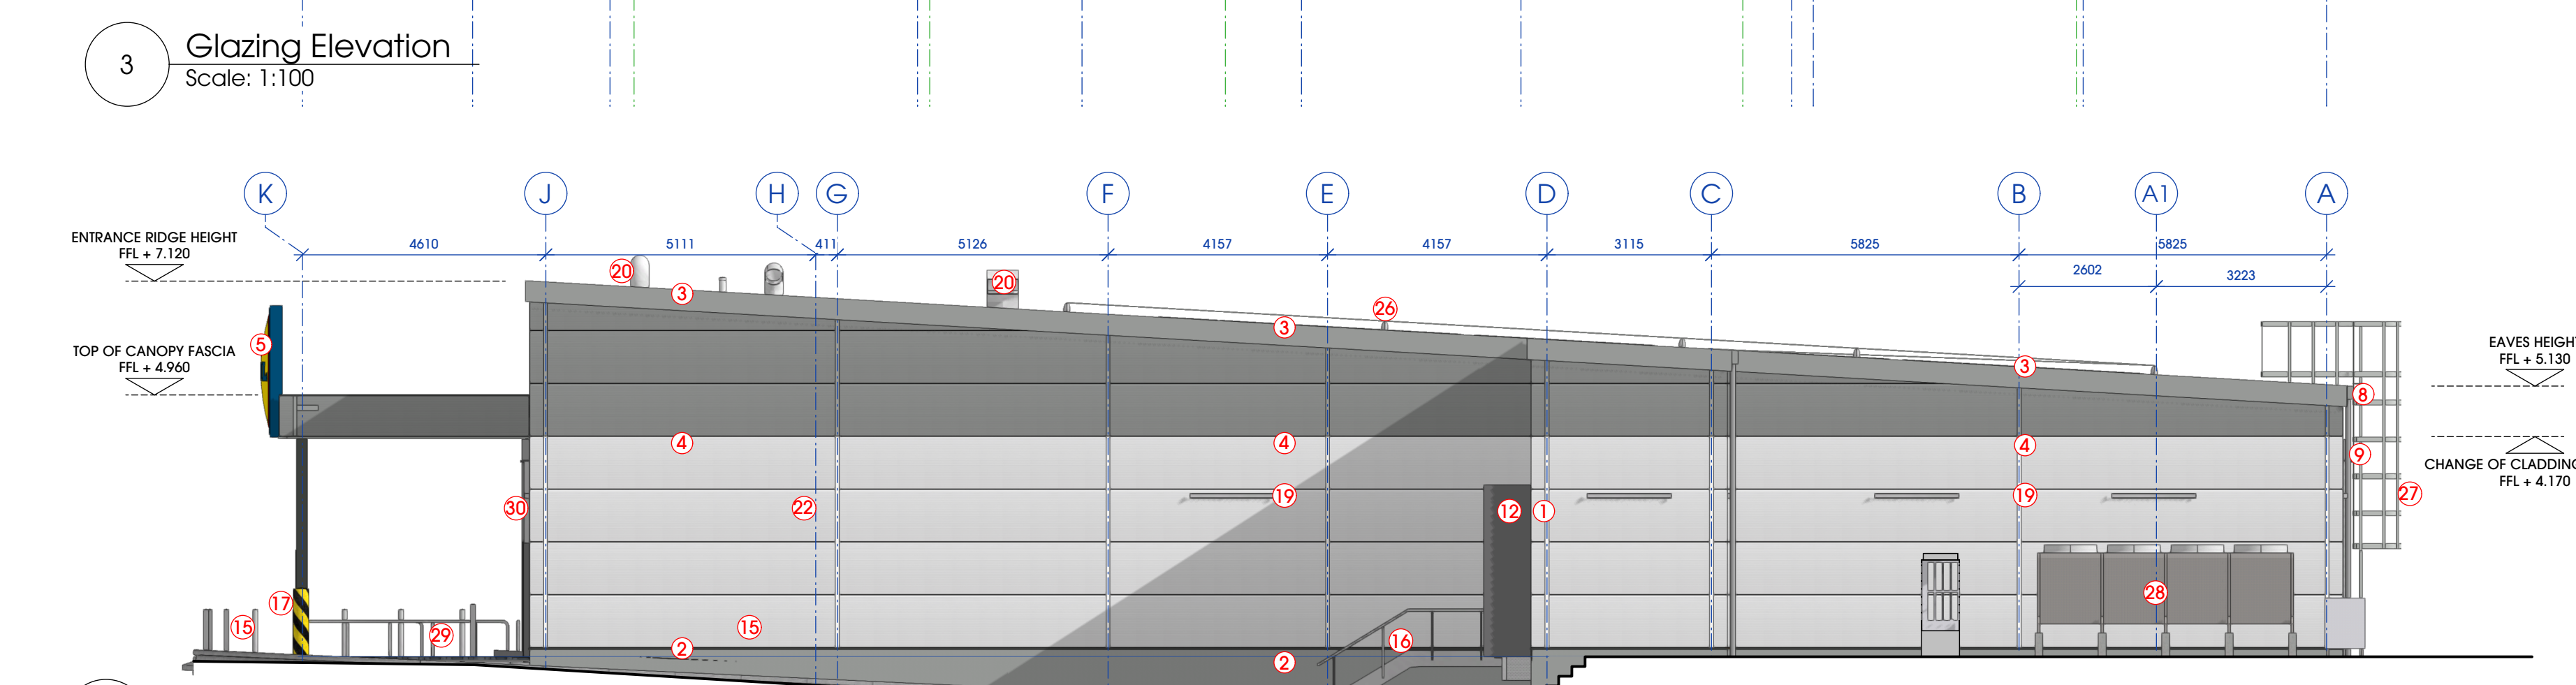 3
Glazing Elevation
Scale: 1:100
K
J
H
G
F
E
D
C
B
A1
A
ENTRANCE RIDGE HEIGHT
FFL + 7.120
4610
5111
411
5126
4157
4157
3115
5825
5825
2602
3223
20
3
20
26
3
3
5
TOP OF CANOPY FASCIA
FFL + 4.960
EAVES HEIGH
FFL + 5.130
8
4
4
4
9
CHANGE OF CLADDING
FFL + 4.170
30
22
19
12
1
19
27
17
28
15
29
15
16
2
2